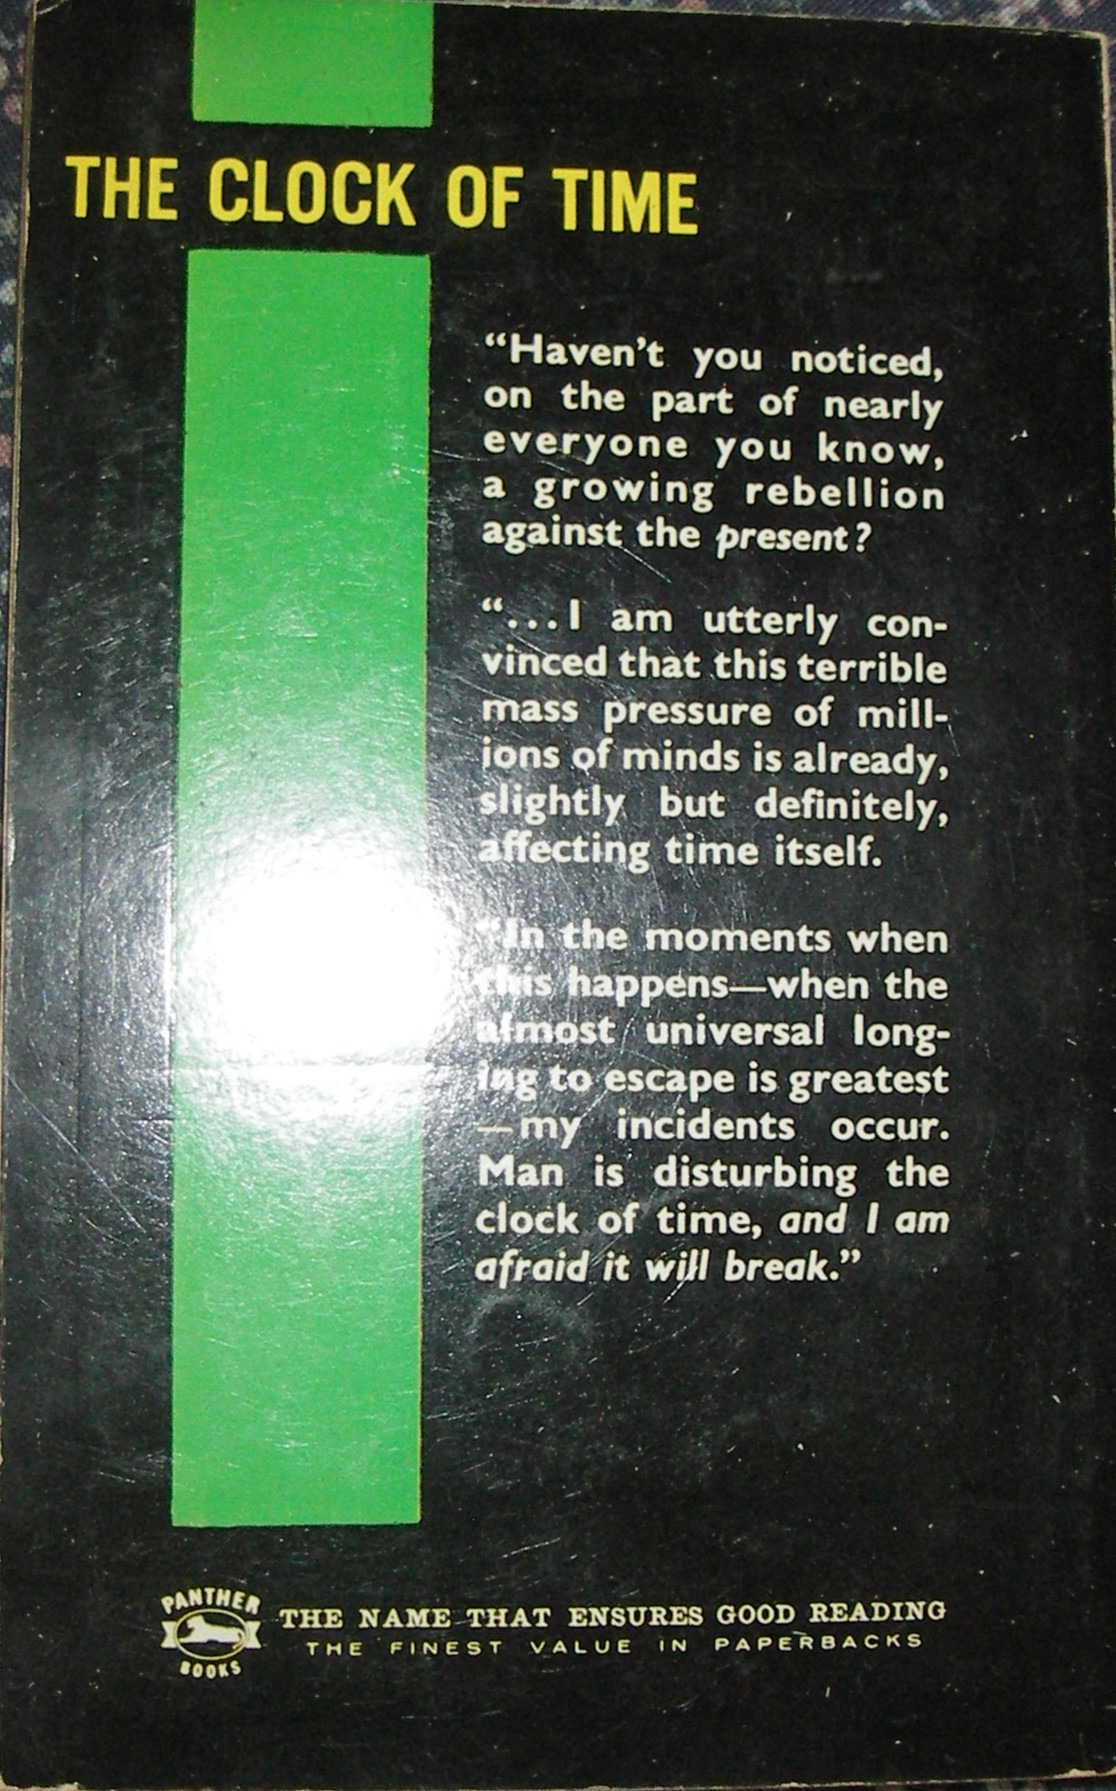 THE CLOCK OF TIME
“Haven’t you noticed,
on the part of nearly
everyone you know,
a growing rebellion
against the present?
“...I am utterly con-
vinced that this terrible
mass pressure of mill-
ions of minds is already,
slightly but definitely,
affecting time itself.
“In the moments when
this happens—when the
almost universal long-
ing to escape is greatest
—my incidents occur.
Man is disturbing the
clock of time, and I am
afraid it will break.”
PANTHER
BOOKS
THE NAME THAT ENSURES GOOD READING
THE FINEST VALUE IN PAPERBACKS